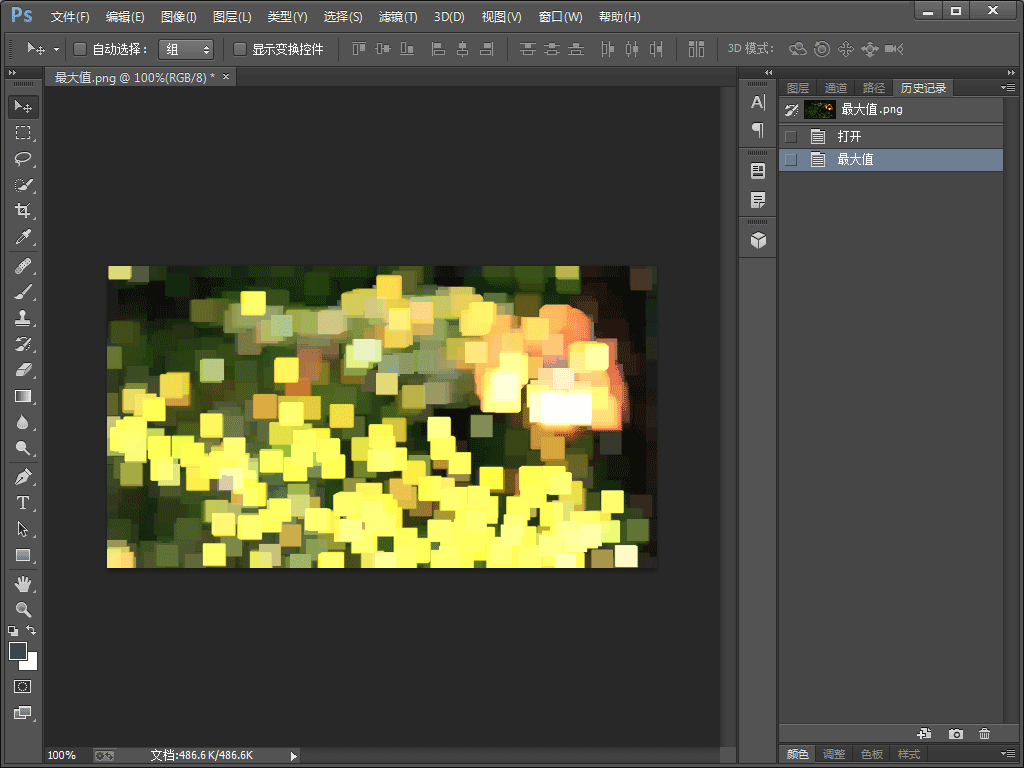 Ps 文件(F) 编辑(E) 图像(I) 图层(L) 类型(Y) 选择(S) 滤镜(T) 3D(D) 视图(V) 窗口(W) 帮助(H)
自动选择： 组 显示变换控件 3D 模式：
最大值.png @ 100%(RGB/8) * ×
图层 通道 路径 历史记录
最大值.png
打开
最大值
100% 文档:486.6K/486.6K
颜色 调整 色板 样式